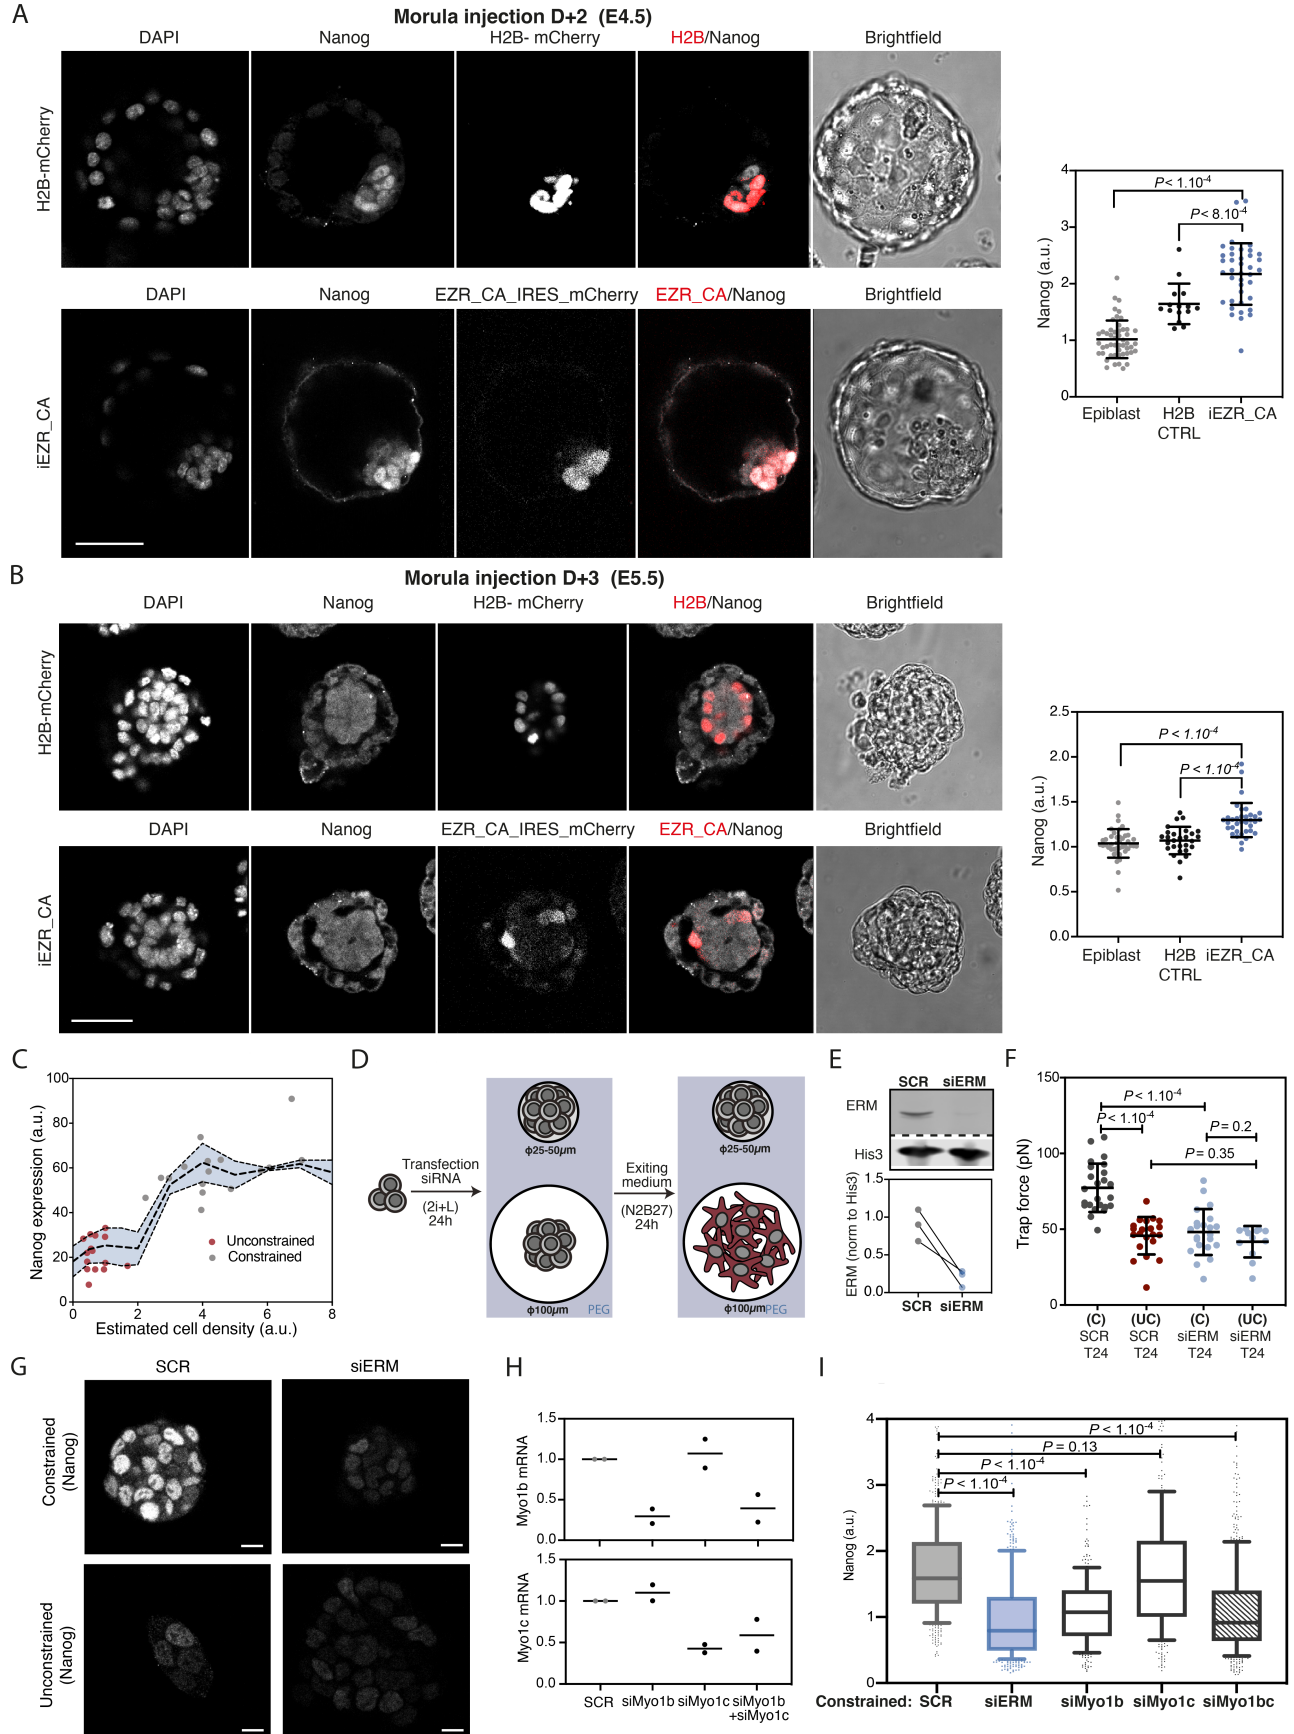 A
Morula injection D+2 (E4.5)
DAPI Nanog H2B- mCherry H2B/Nanog Brightfield
H2B-mCherry
DAPI Nanog EZR_CA_IRES_mCherry EZR_CA/Nanog Brightfield
iEZR_CA
4
3
2
1
0
Nanog (a.u.)
P< 1.10-4
P< 8.10-4
Epiblast H2B iEZR_CA
CTRL
B
Morula injection D+3 (E5.5)
DAPI Nanog H2B- mCherry H2B/Nanog Brightfield
H2B-mCherry
DAPI Nanog EZR_CA_IRES_mCherry EZR_CA/Nanog Brightfield
iEZR_CA
2.5
2.0
1.5
1.0
0.5
0.0
Nanog (a.u.)
P < 1.10-4
P < 1.10-4
Epiblast H2B iEZR_CA
CTRL
C
100
80
60
40
20
0
Nanog expression (a.u.)
Unconstrained
Constrained
0 2 4 6 8
Estimated cell density (a.u.)
D
Transfection
siRNA
(2i+L)
24h
ϕ25-50µm
ϕ100µm PEG
Exiting
medium
(N2B27)
24h
ϕ25-50µm
ϕ100µm PEG
E
SCR siERM
ERM
His3
1.5
1.0
0.5
0.0
ERM (norm to His3)
SCR siERM
F
150
100
50
0
Trap force (pN)
P < 1.10-4
P < 1.10-4
P = 0.2
P = 0.35
(C) (UC) (C) (UC)
SCR SCR siERM siERM
T24 T24 T24 T24
G
SCR siERM
Constrained
(Nanog)
Unconstrained
(Nanog)
H
1.5
1.0
0.5
0.0
Myo1b mRNA
1.5
1.0
0.5
0.0
Myo1c mRNA
SCR siMyo1b siMyo1c siMyo1b
+siMyo1c
I
4
3
2
1
0
Nanog (a.u.)
P < 1.10-4
P = 0.13
P < 1.10-4
P < 1.10-4
Constrained: SCR siERM siMyo1b siMyo1c siMyo1bc